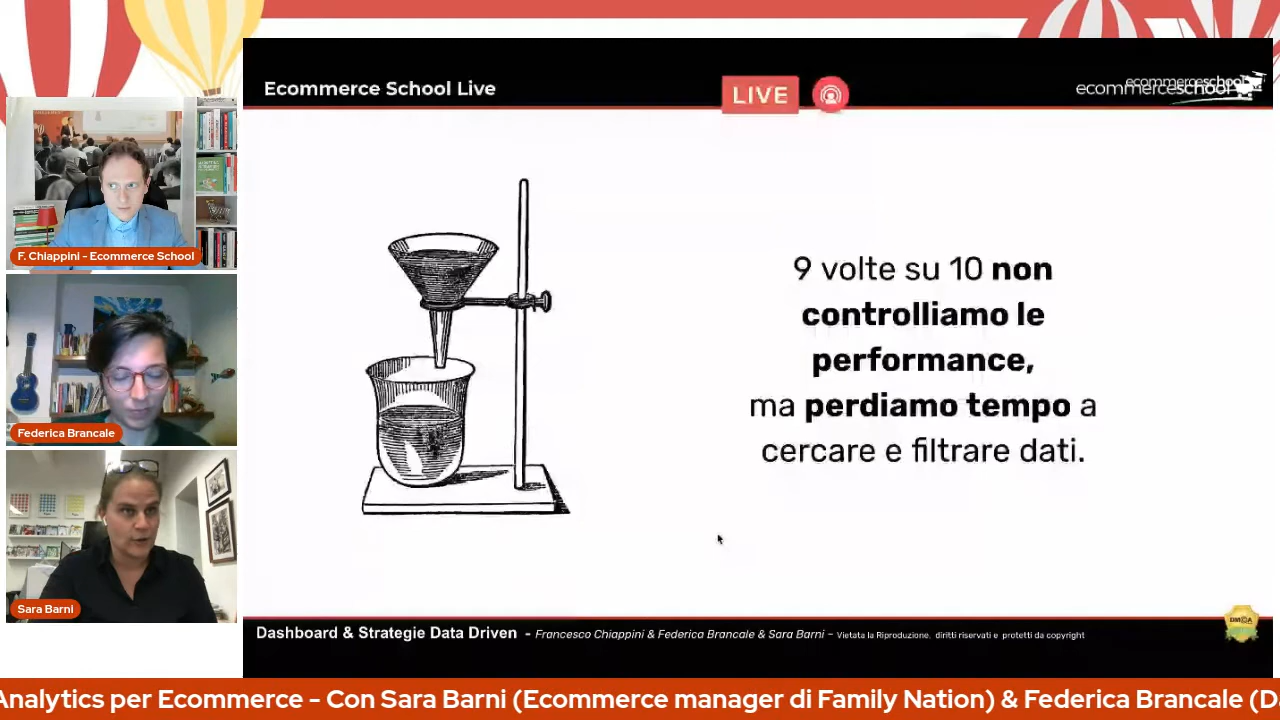 Ecommerce School Live
LIVE
ecommerceschool
ecommerceschool
F. Chiappini - Ecommerce School
Federica Brancale
Sara Barni
9 volte su 10 non
controlliamo le
performance,
ma perdiamo tempo a
cercare e filtrare dati.
Dashboard & Strategie Data Driven - Francesco Chiappini & Federica Brancale & Sara Barni – Vietata la Riproduzione, diritti riservati e protetti da copyright
DMCA
Analytics per Ecommerce - Con Sara Barni (Ecommerce manager di Family Nation) & Federica Brancale (D